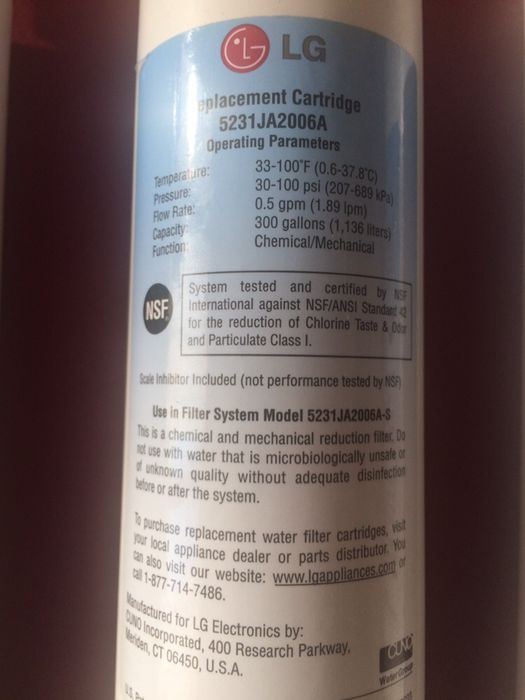 LG
eplacement Cartridge
5231JA2006A
Operating Parameters
Temperature: 33-100°F (0.6-37.8°C)
Pressure: 30-100 psi (207-689 kPa)
Flow Rate: 0.5 gpm (1.89 lpm)
Capacity: 300 gallons (1,136 liters)
Function: Chemical/Mechanical
NSF
System tested and certified by NSF
International against NSF/ANSI Standard 42
for the reduction of Chlorine Taste & Odor
and Particulate Class I.
Scale Inhibitor Included (not performance tested by NSF)
Use in Filter System Model 5231JA2006A-S
This is a chemical and mechanical reduction filter. Do
not use with water that is microbiologically unsafe or
of unknown quality without adequate disinfection
before or after the system.
To purchase replacement water filter cartridges, visit
your local appliance dealer or parts distributor. You
can also visit our website: www.lgappliances.com or
call 1-877-714-7486.
Manufactured for LG Electronics by:
CUNO Incorporated, 400 Research Parkway,
Meriden, CT 06450, U.S.A.
CUNO
Water Group
U.S.